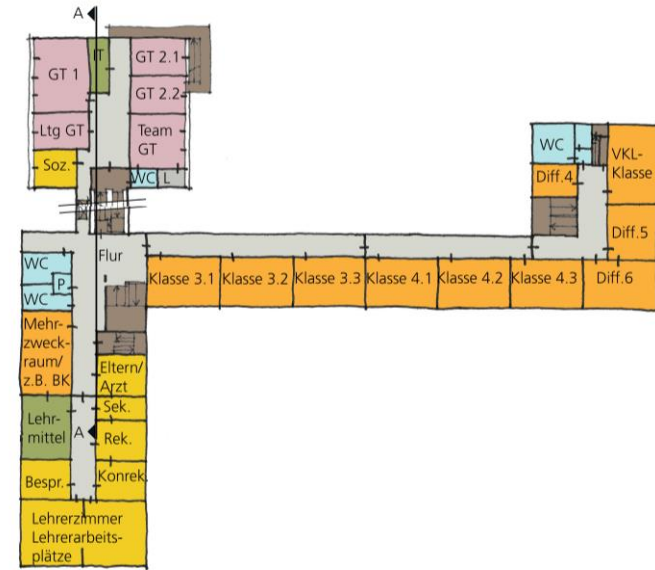 A
IT
GT 1
GT 2.1
GT 2.2
Ltg GT
Team
GT
Soz.
WC
L
WC
VKL-
Klasse
Diff.4
Diff.5
Diff.6
WC
P
WC
Flur
Klasse 3.1
Klasse 3.2
Klasse 3.3
Klasse 4.1
Klasse 4.2
Klasse 4.3
Mehr-
zweck-
raum/
z.B. BK
Eltern/
Arzt
Sek.
Lehr-
mittel
A
Rek.
Bespr.
Konrek.
Lehrerzimmer
Lehrerarbeits-
plätze